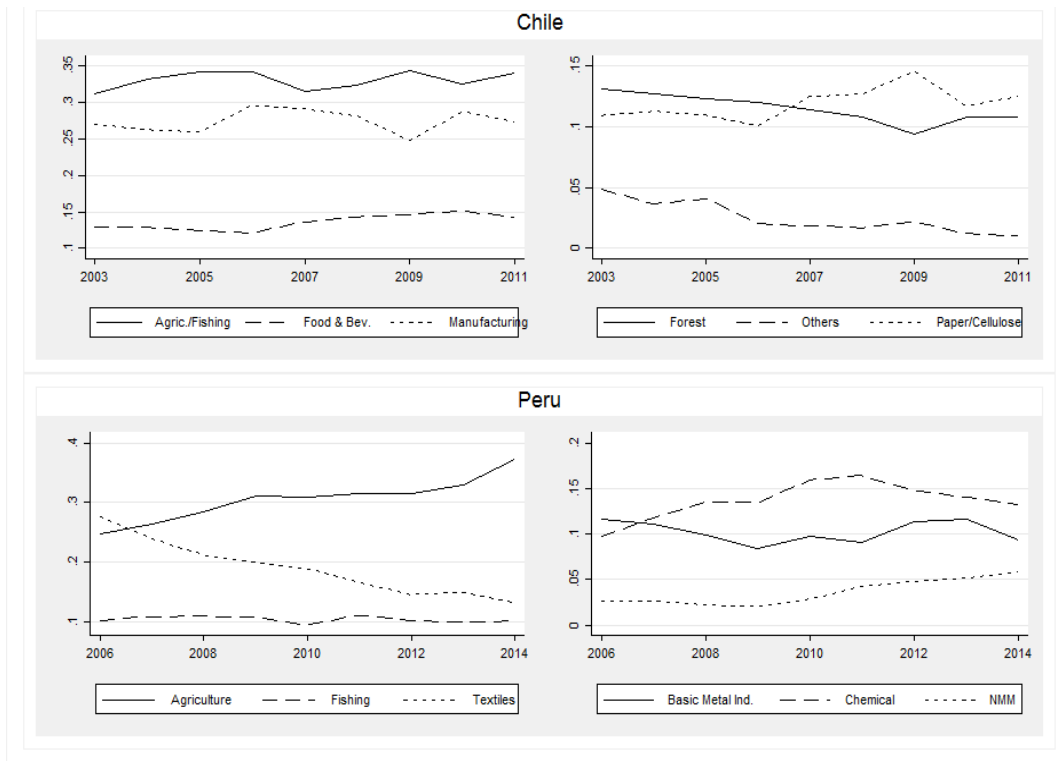 Chile
.35
.3
.25
.2
.15
.1
2003 2005 2007 2009 2011
Agric./Fishing Food & Bev. Manufacturing
.15
.1
.05
0
2003 2005 2007 2009 2011
Forest Others Paper/Cellulose
Peru
.4
.3
.2
.1
2006 2008 2010 2012 2014
Agriculture Fishing Textiles
.2
.15
.1
.05
0
2006 2008 2010 2012 2014
Basic Metal Ind. Chemical NMM